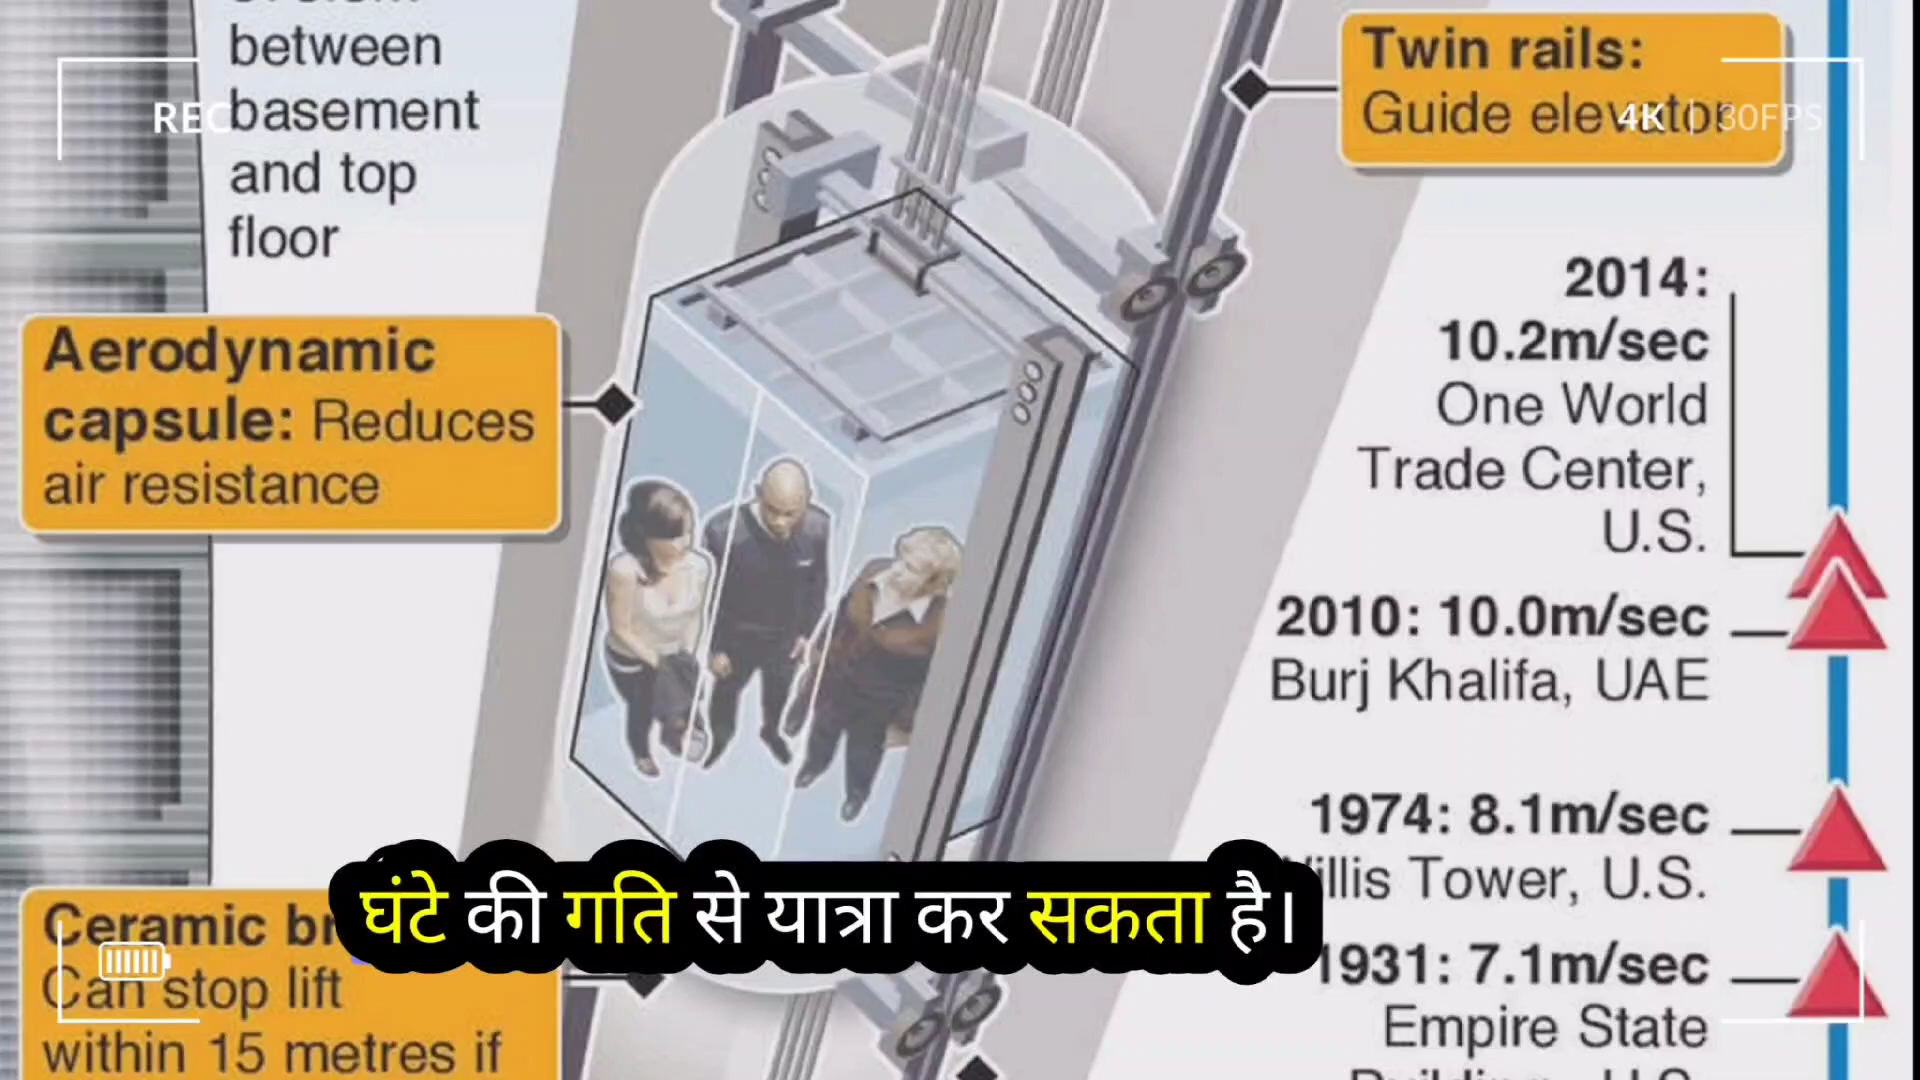 between
basement
and top
floor
REC
Twin rails:
Guide elevator
4K | 30FPS
Aerodynamic
capsule: Reduces
air resistance
2014:
10.2m/sec
One World
Trade Center,
U.S.
2010: 10.0m/sec
Burj Khalifa, UAE
1974: 8.1m/sec
Tower, U.S.
1931: 7.1m/sec
Empire State
Ceramic
Can stop lift
within 15 metres if
घंटे की गति से यात्रा कर सकता है।